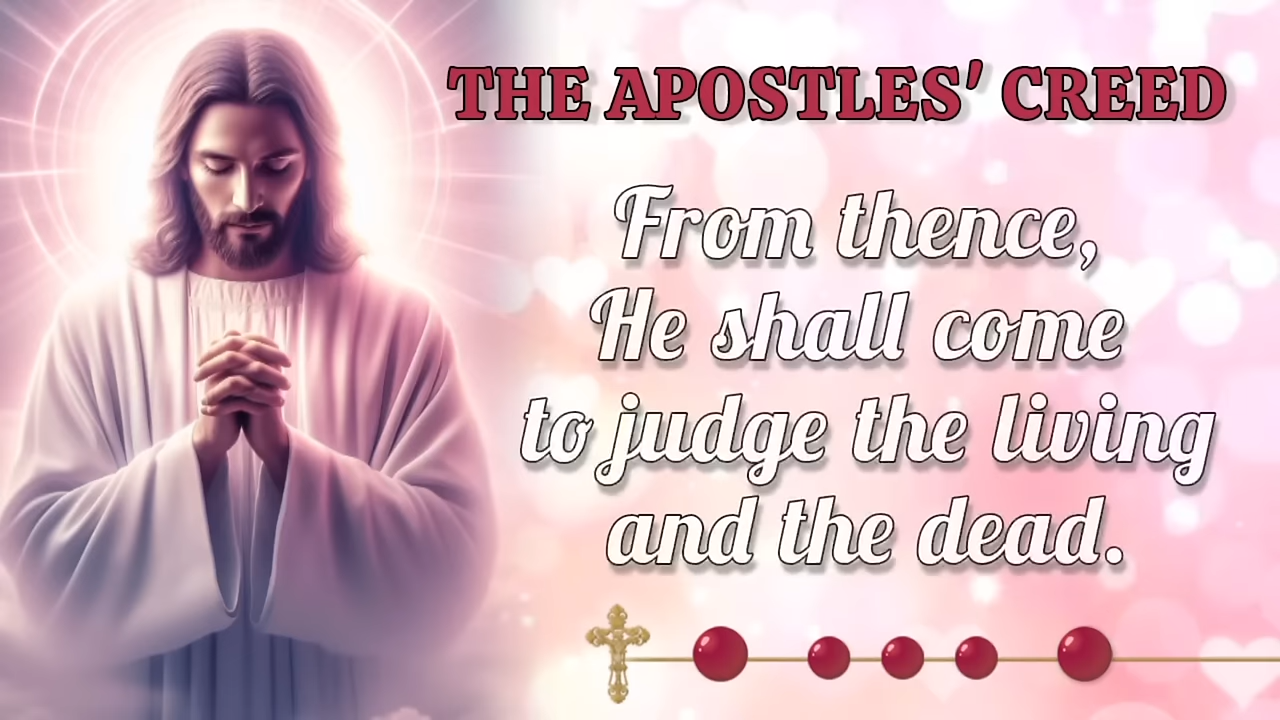 THE APOSTLES' CREED
From thence,
He shall come
to judge the living
and the dead.